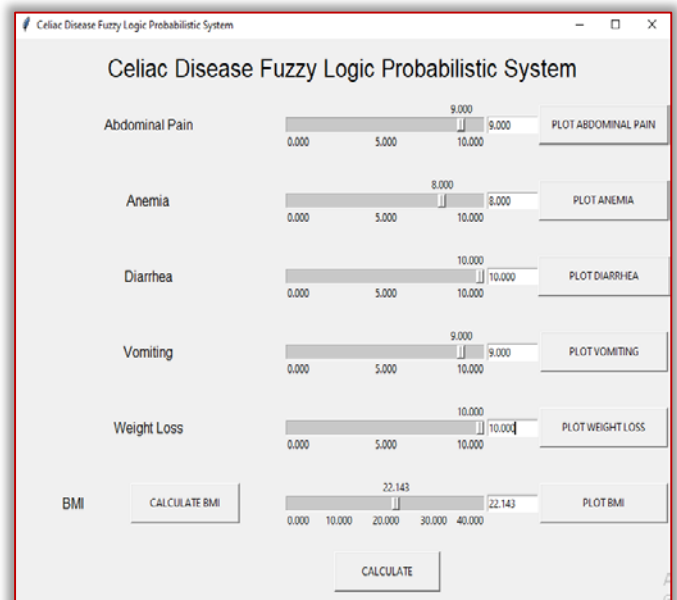 Celiac Disease Fuzzy Logic Probabilistic System
Celiac Disease Fuzzy Logic Probabilistic System
Abdominal Pain
9.000
9.000
0.000 5.000 10.000
PLOT ABDOMINAL PAIN
Anemia
8.000
8.000
0.000 5.000 10.000
PLOT ANEMIA
Diarrhea
10.000
10.000
0.000 5.000 10.000
PLOT DIARRHEA
Vomiting
9.000
9.000
0.000 5.000 10.000
PLOT VOMITING
Weight Loss
10.000
10.000
0.000 5.000 10.000
PLOT WEIGHT LOSS
BMI
CALCULATE BMI
22.143
22.143
0.000 10.000 20.000 30.000 40.000
PLOT BMI
CALCULATE